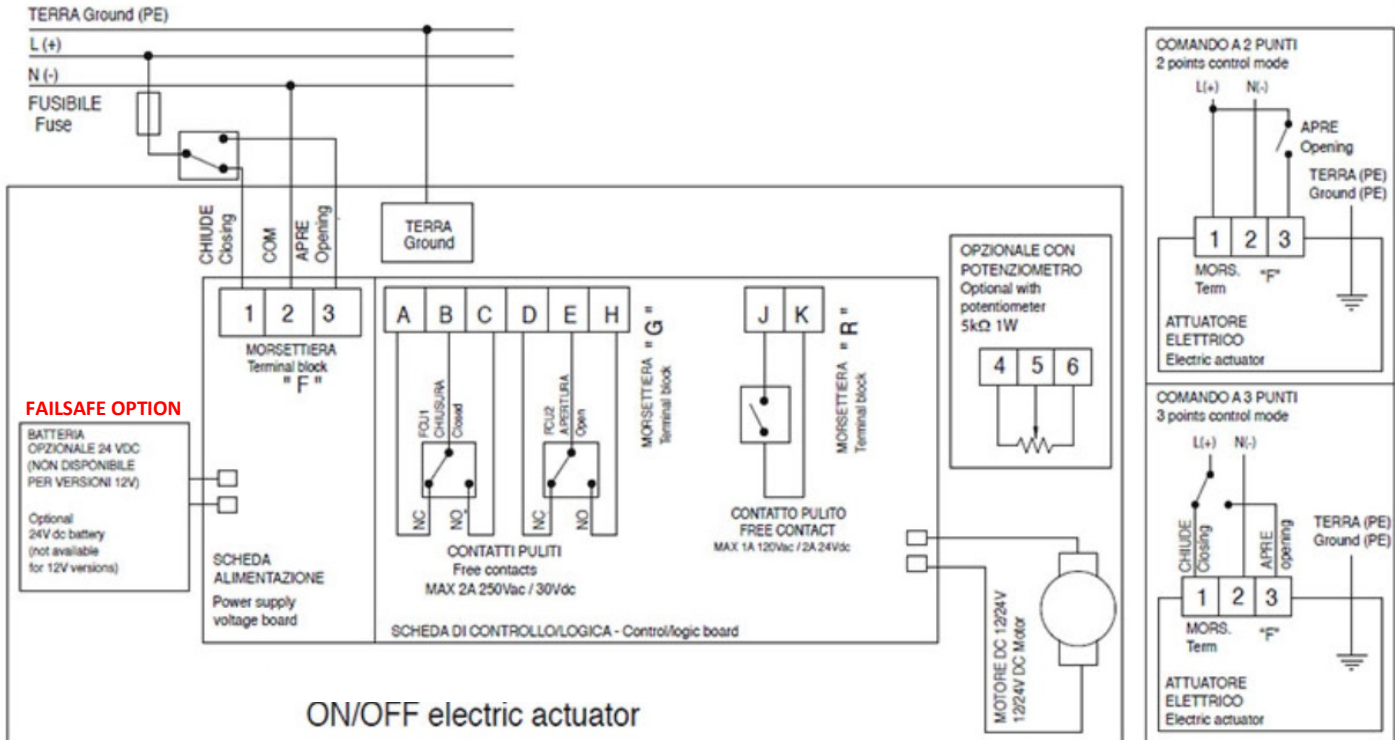 TERRA Ground (PE)
L (+)
N (-)
FUSIBILE
Fuse
CHIUDE
Closing
COM
APRE
Opening
TERRA
Ground
1 2 3
MORSETTIERA
Terminal block
" F "
A B C D E H
MORSETTIERA " G "
Terminal block
FCU1
CHIUSURA
Closed
FCU2
APERTURA
Open
NC
NO
NC
NO
CONTATTI PULITI
Free contacts
MAX 2A 250Vac / 30Vdc
J K
MORSETTIERA " R "
Terminal block
CONTATTO PULITO
FREE CONTACT
MAX 1A 120Vac / 2A 24Vdc
OPZIONALE CON
POTENZIOMETRO
Optional with
potentiometer
5kΩ 1W
4 5 6
FAILSAFE OPTION
BATTERIA
OPZIONALE 24 VDC
(NON DISPONIBILE
PER VERSIONI 12V)
Optional
24V dc battery
(not available
for 12V versions)
SCHEDA
ALIMENTAZIONE
Power supply
voltage board
SCHEDA DI CONTROLLO/LOGICA - Control/logic board
MOTORE DC 12/24V
12/24V DC Motor
ON/OFF electric actuator
COMANDO A 2 PUNTI
2 points control mode
L(+) N(-)
APRE
Opening
TERRA (PE)
Ground (PE)
1 2 3
MORS. "F"
Term
ATTUATORE
ELETTRICO
Electric actuator
COMANDO A 3 PUNTI
3 points control mode
L(+) N(-)
CHIUDE
Closing
APRE
opening
TERRA (PE)
Ground (PE)
1 2 3
MORS. "F"
Term
ATTUATORE
ELETTRICO
Electric actuator